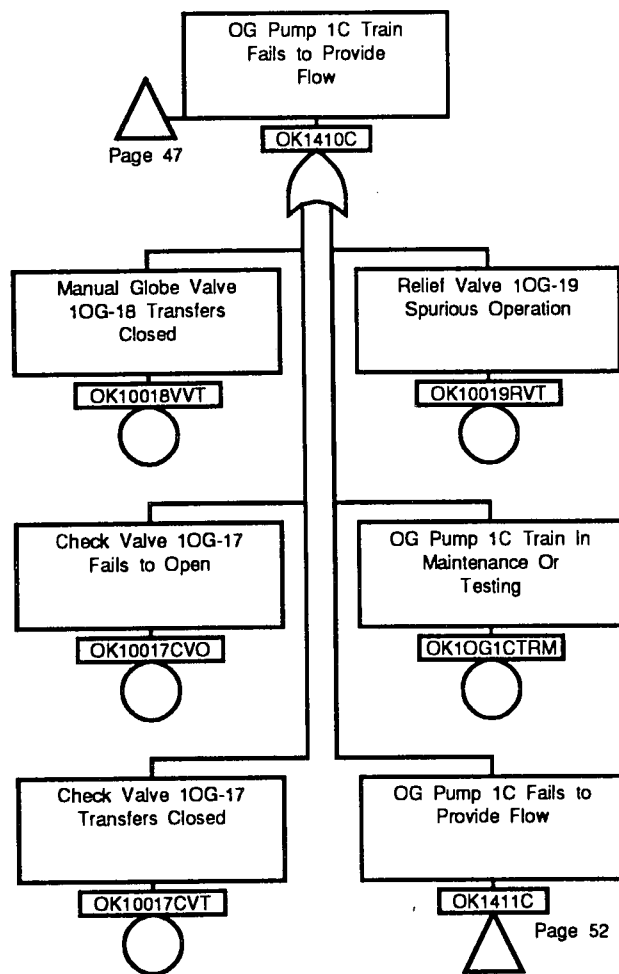 OG Pump 1C Train
Fails to Provide
Flow
Page 47
OK1410C
Manual Globe Valve
1OG-18 Transfers
Closed
OK10018VVT
Relief Valve 1OG-19
Spurious Operation
OK10019RVT
Check Valve 1OG-17
Fails to Open
OK10017CVO
OG Pump 1C Train In
Maintenance Or
Testing
OK1OG1CTRM
Check Valve 1OG-17
Transfers Closed
OK10017CVT
OG Pump 1C Fails to
Provide Flow
OK1411C
Page 52